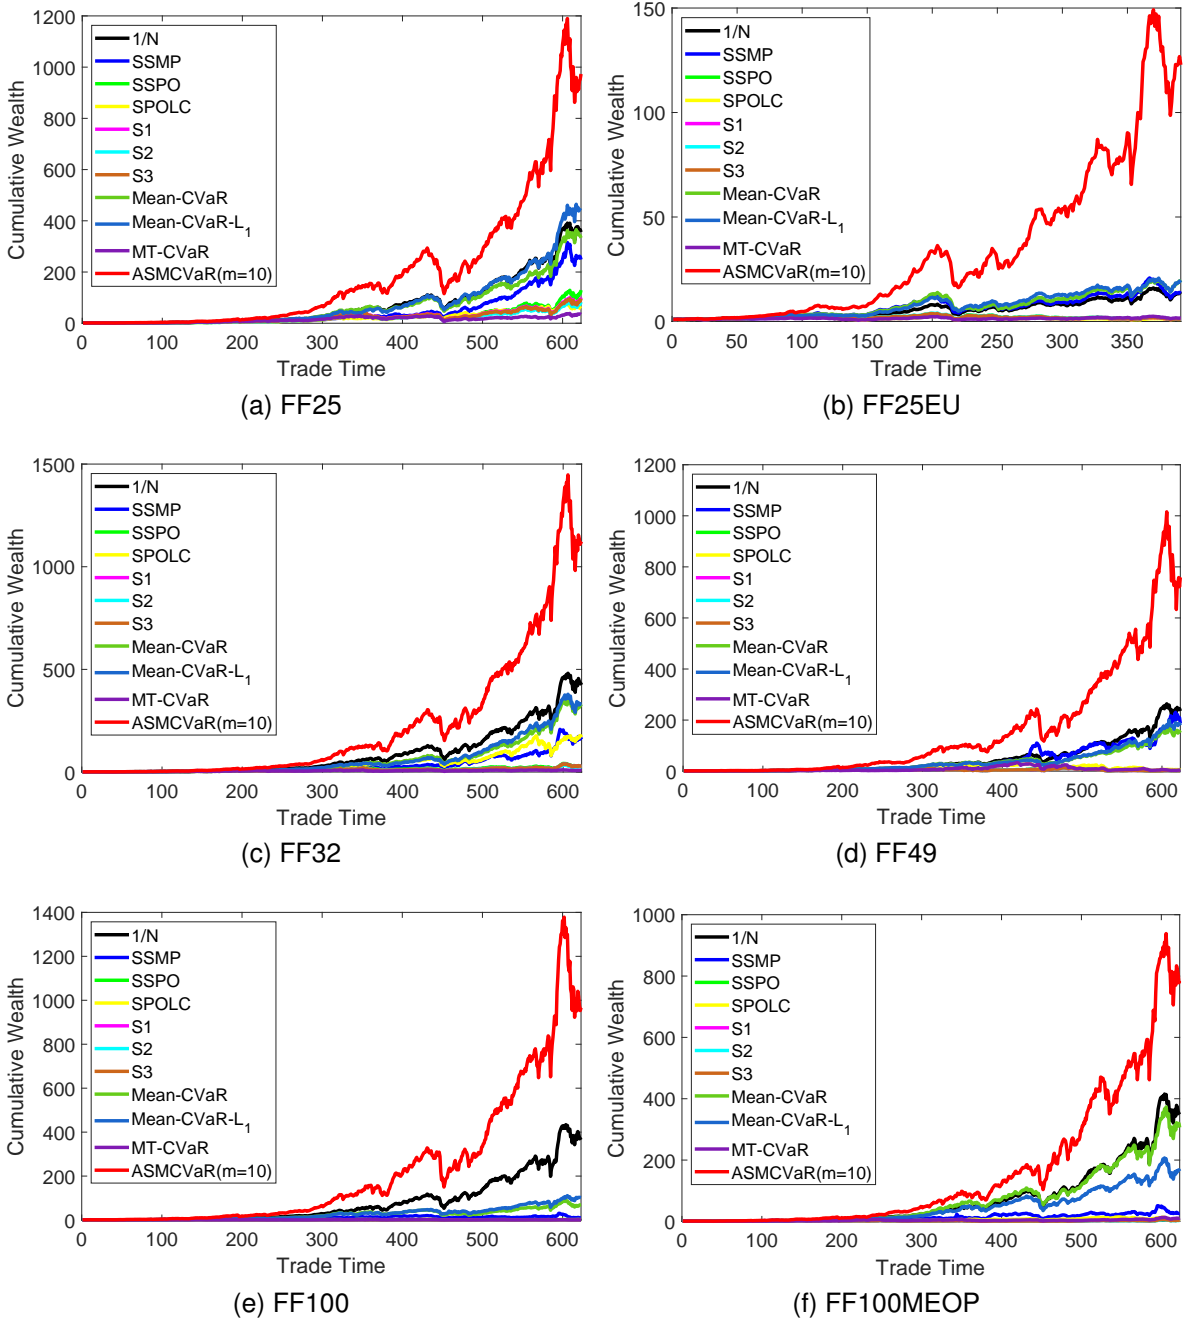 1200
1000
800
600
400
200
0
Cumulative Wealth
1/N
SSMP
SSPO
SPOLC
S1
S2
S3
Mean-CVaR
Mean-CVaR-L1
MT-CVaR
ASMCVaR(m=10)
0 100 200 300 400 500 600
Trade Time
(a) FF25
150
100
50
0
Cumulative Wealth
1/N
SSMP
SSPO
SPOLC
S1
S2
S3
Mean-CVaR
Mean-CVaR-L1
MT-CVaR
ASMCVaR(m=10)
0 50 100 150 200 250 300 350
Trade Time
(b) FF25EU
1500
1000
500
0
Cumulative Wealth
1/N
SSMP
SSPO
SPOLC
S1
S2
S3
Mean-CVaR
Mean-CVaR-L1
MT-CVaR
ASMCVaR(m=10)
0 100 200 300 400 500 600
Trade Time
(c) FF32
1200
1000
800
600
400
200
0
Cumulative Wealth
1/N
SSMP
SSPO
SPOLC
S1
S2
S3
Mean-CVaR
Mean-CVaR-L1
MT-CVaR
ASMCVaR(m=10)
0 100 200 300 400 500 600
Trade Time
(d) FF49
1400
1200
1000
800
600
400
200
0
Cumulative Wealth
1/N
SSMP
SSPO
SPOLC
S1
S2
S3
Mean-CVaR
Mean-CVaR-L1
MT-CVaR
ASMCVaR(m=10)
0 100 200 300 400 500 600
Trade Time
(e) FF100
1000
800
600
400
200
0
Cumulative Wealth
1/N
SSMP
SSPO
SPOLC
S1
S2
S3
Mean-CVaR
Mean-CVaR-L1
MT-CVaR
ASMCVaR(m=10)
0 100 200 300 400 500 600
Trade Time
(f) FF100MEOP